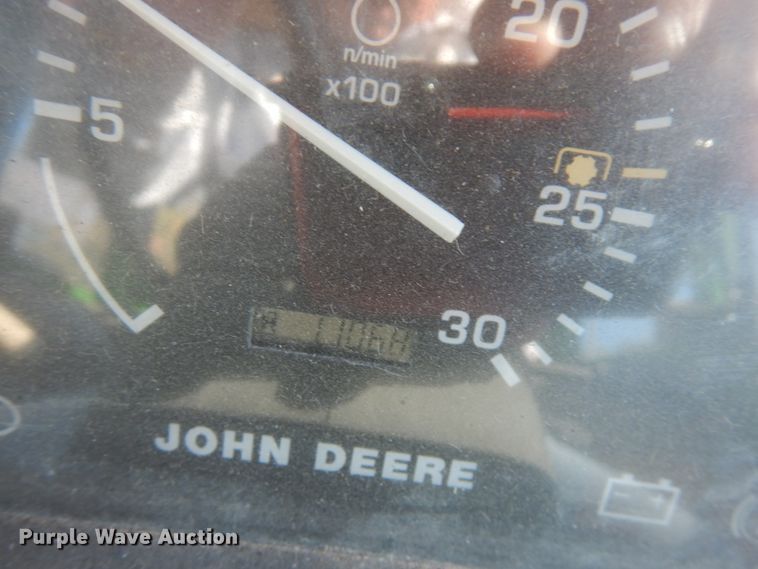 20
n/min
x100
5
25
30
JOHN DEERE
Purple Wave Auction